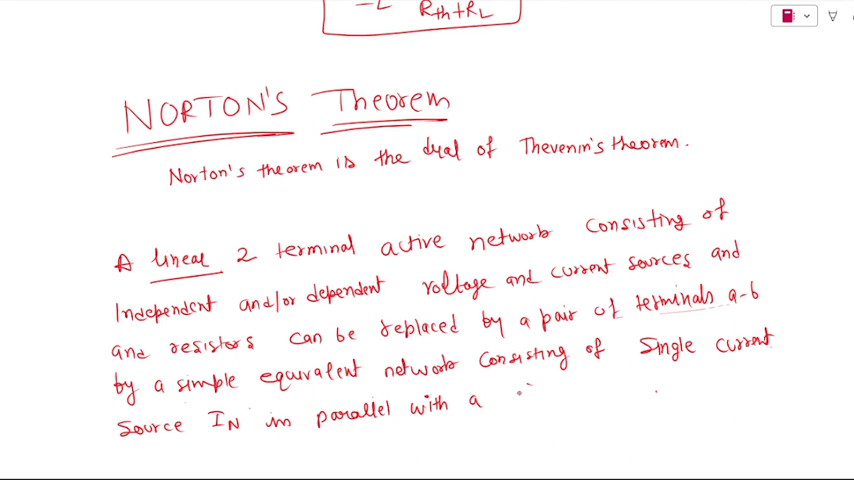 Rth+RL
NORTON'S Theorem
Norton's theorem is the dual of Thevenin's theorem.
A linear 2 terminal active network consisting of
Independent and/or dependent voltage and current sources and
and resistors can be replaced by a pair of terminals a-b
by a simple equivalent network consisting of single current
Source IN in parallel with a